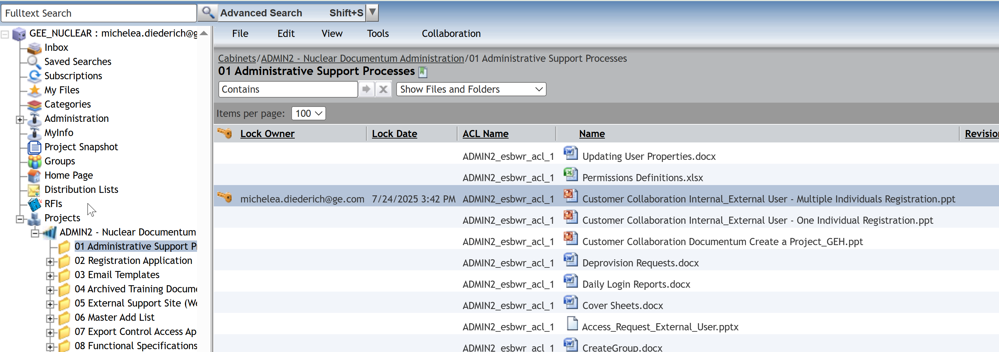 Fulltext Search
Advanced Search Shift+S
GEE_NUCLEAR : michelea.diederich@g
Inbox
Saved Searches
Subscriptions
My Files
Categories
Administration
MyInfo
Project Snapshot
Groups
Home Page
Distribution Lists
RFIs
Projects
ADMIN2 - Nuclear Documentum
01 Administrative Support P
02 Registration Application
03 Email Templates
04 Archived Training Docum
05 External Support Site (W
06 Master Add List
07 Export Control Access Ap
08 Functional Specifications
File Edit View Tools Collaboration
Cabinets/ADMIN2 - Nuclear Documentum Administration/01 Administrative Support Processes
01 Administrative Support Processes
Contains Show Files and Folders
Items per page: 100
Lock Owner Lock Date ACL Name Name Revision
ADMIN2_esbwr_acl_1 Updating User Properties.docx
ADMIN2_esbwr_acl_1 Permissions Definitions.xlsx
michelea.diederich@ge.com 7/24/2025 3:42 PM ADMIN2_esbwr_acl_1 Customer Collaboration Internal_External User - Multiple Individuals Registration.ppt
ADMIN2_esbwr_acl_1 Customer Collaboration Internal_External User - One Individual Registration.ppt
ADMIN2_esbwr_acl_1 Customer Collaboration Documentum Create a Project_GEH.ppt
ADMIN2_esbwr_acl_1 Deprovision Requests.docx
ADMIN2_esbwr_acl_1 Daily Login Reports.docx
ADMIN2_esbwr_acl_1 Cover Sheets.docx
ADMIN2_esbwr_acl_1 Access_Request_External_User.pptx
ADMIN2_esbwr_acl_1 CreateGroup.docx